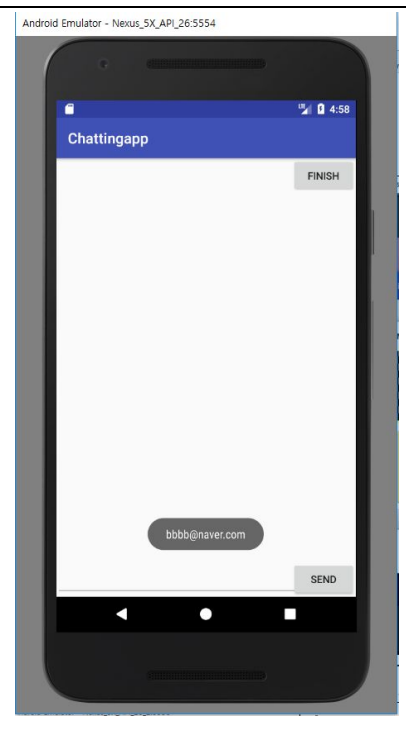 Android Emulator - Nexus_5X_API_26:5554
4:58
Chattingapp
FINISH
bbbb@naver.com
SEND